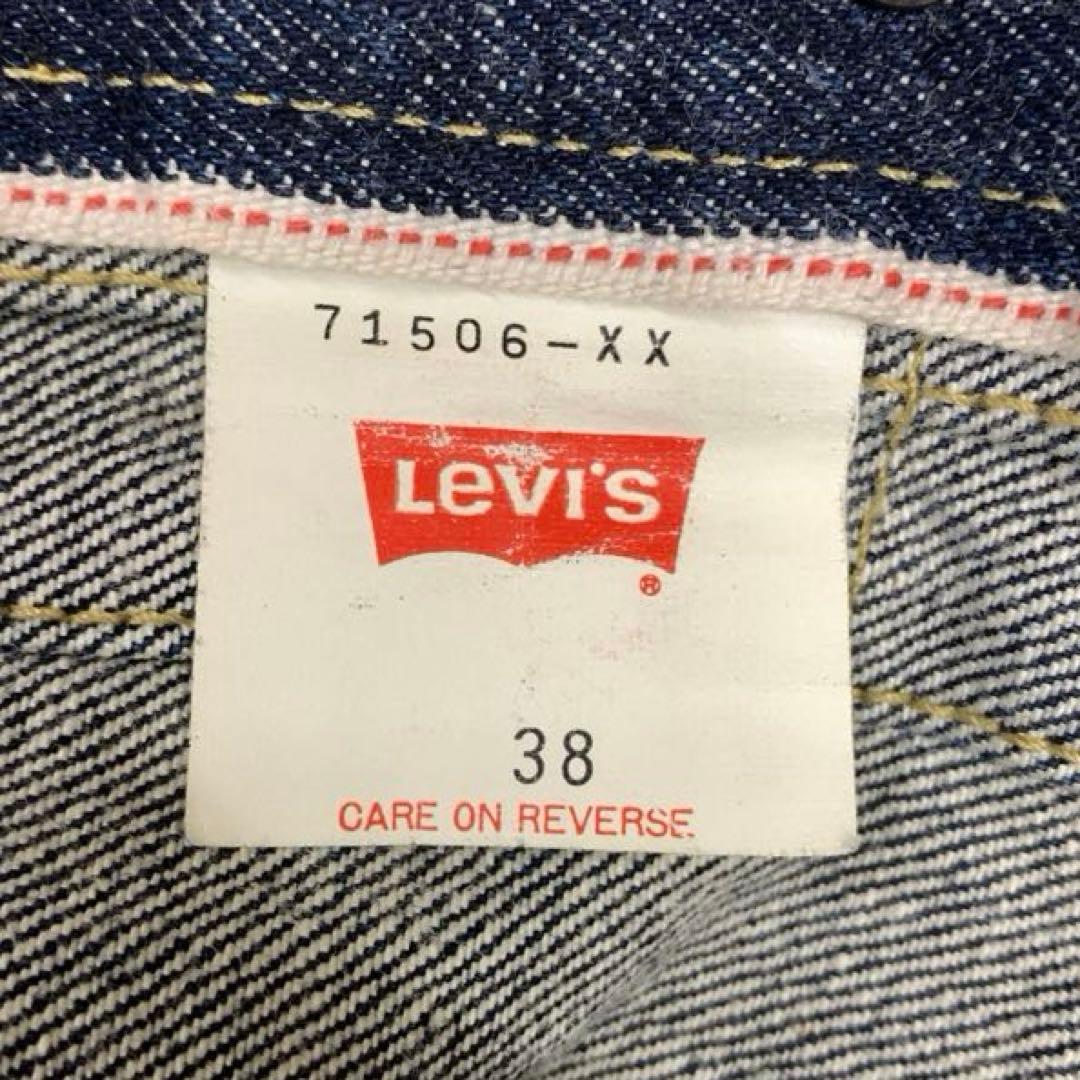 71506-XX
Levi's
®
38
CARE ON REVERSE.